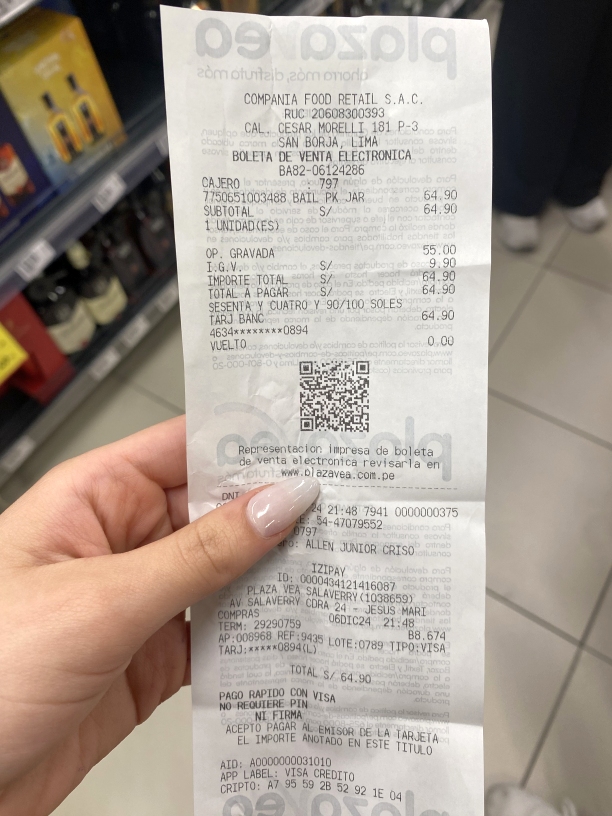 plazavea
ahorra más, disfruta más
COMPANIA FOOD RETAIL S.A.C.
RUC 20608300393
CAL. CESAR MORELLI 181 P-3
SAN BORJA, LIMA
BOLETA DE VENTA ELECTRONICA
BA82-06124286
CAJERO : 797
7750651003488 BAIL PK JAR 64.90
SUBTOTAL S/ 64.90
1 UNIDAD(ES)
OP. GRAVADA 55.00
I.G.V. S/ 9.90
IMPORTE TOTAL S/ 64.90
TOTAL A PAGAR S/ 64.90
SESENTA Y CUATRO Y 90/100 SOLES
TARJ BANC 64.90
4634********0894
VUELTO 0.00
Representacion impresa de boleta
de venta electronica revisarla en
www.plazavea.com.pe
DNI
24 21:48 7941 0000000375
54-47079552
0797
ALLEN JUNIOR CRISO
IZIPAY
ID: 0000434121416087
PLAZA VEA SALAVERRY(1038659)
AV SALAVERRY CDRA 24 - JESUS MARI
COMPRAS 06DIC24 21:48
TERM: 29290759 B8.674
AP:008968 REF:9435 LOTE:0789 TIPO:VISA
TARJ:*****0894(L)
TOTAL S/ 64.90
PAGO RAPIDO CON VISA
NO REQUIERE PIN
NI FIRMA
ACEPTO PAGAR AL EMISOR DE LA TARJETA
EL IMPORTE ANOTADO EN ESTE TITULO
AID: A0000000031010
APP LABEL: VISA CREDITO
CRIPTO: A7 95 59 2B 52 92 1E 04